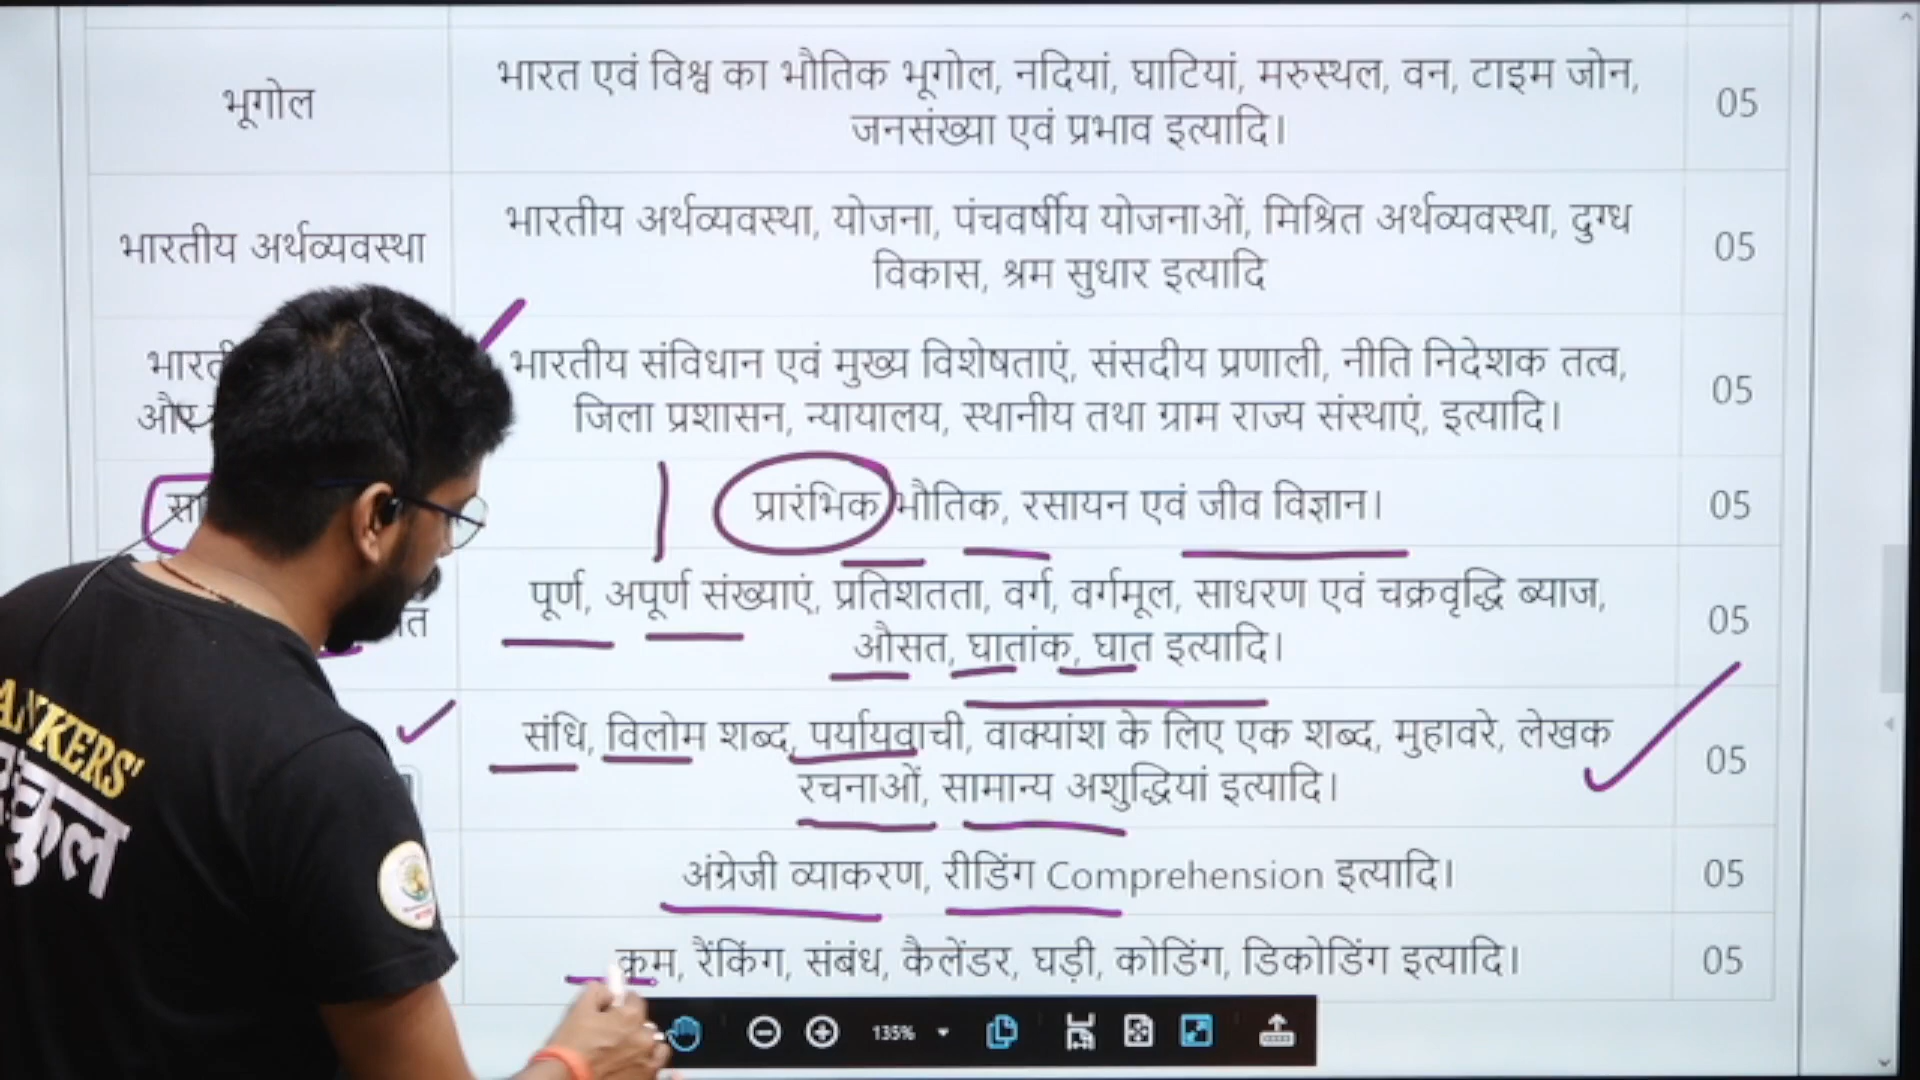 भूगोल
भारत एवं विश्व का भौतिक भूगोल, नदियां, घाटियां, मरुस्थल, वन, टाइम जोन,
जनसंख्या एवं प्रभाव इत्यादि।
05
भारतीय अर्थव्यवस्था
भारतीय अर्थव्यवस्था, योजना, पंचवर्षीय योजनाओं, मिश्रित अर्थव्यवस्था, दुग्ध
विकास, श्रम सुधार इत्यादि
05
भारतीय संविधान एवं मुख्य विशेषताएं, संसदीय प्रणाली, नीति निदेशक तत्व,
जिला प्रशासन, न्यायालय, स्थानीय तथा ग्राम राज्य संस्थाएं, इत्यादि।
05
प्रारंभिक भौतिक, रसायन एवं जीव विज्ञान।
05
पूर्ण, अपूर्ण संख्याएं, प्रतिशतता, वर्ग, वर्गमूल, साधरण एवं चक्रवृद्धि ब्याज,
औसत, घातांक, घात इत्यादि।
05
संधि, विलोम शब्द, पर्यायवाची, वाक्यांश के लिए एक शब्द, मुहावरे, लेखक
रचनाओं, सामान्य अशुद्धियां इत्यादि।
05
अंग्रेजी व्याकरण, रीडिंग Comprehension इत्यादि।
05
क्रम, रैंकिंग, संबंध, कैलेंडर, घड़ी, कोडिंग, डिकोडिंग इत्यादि।
05
135%